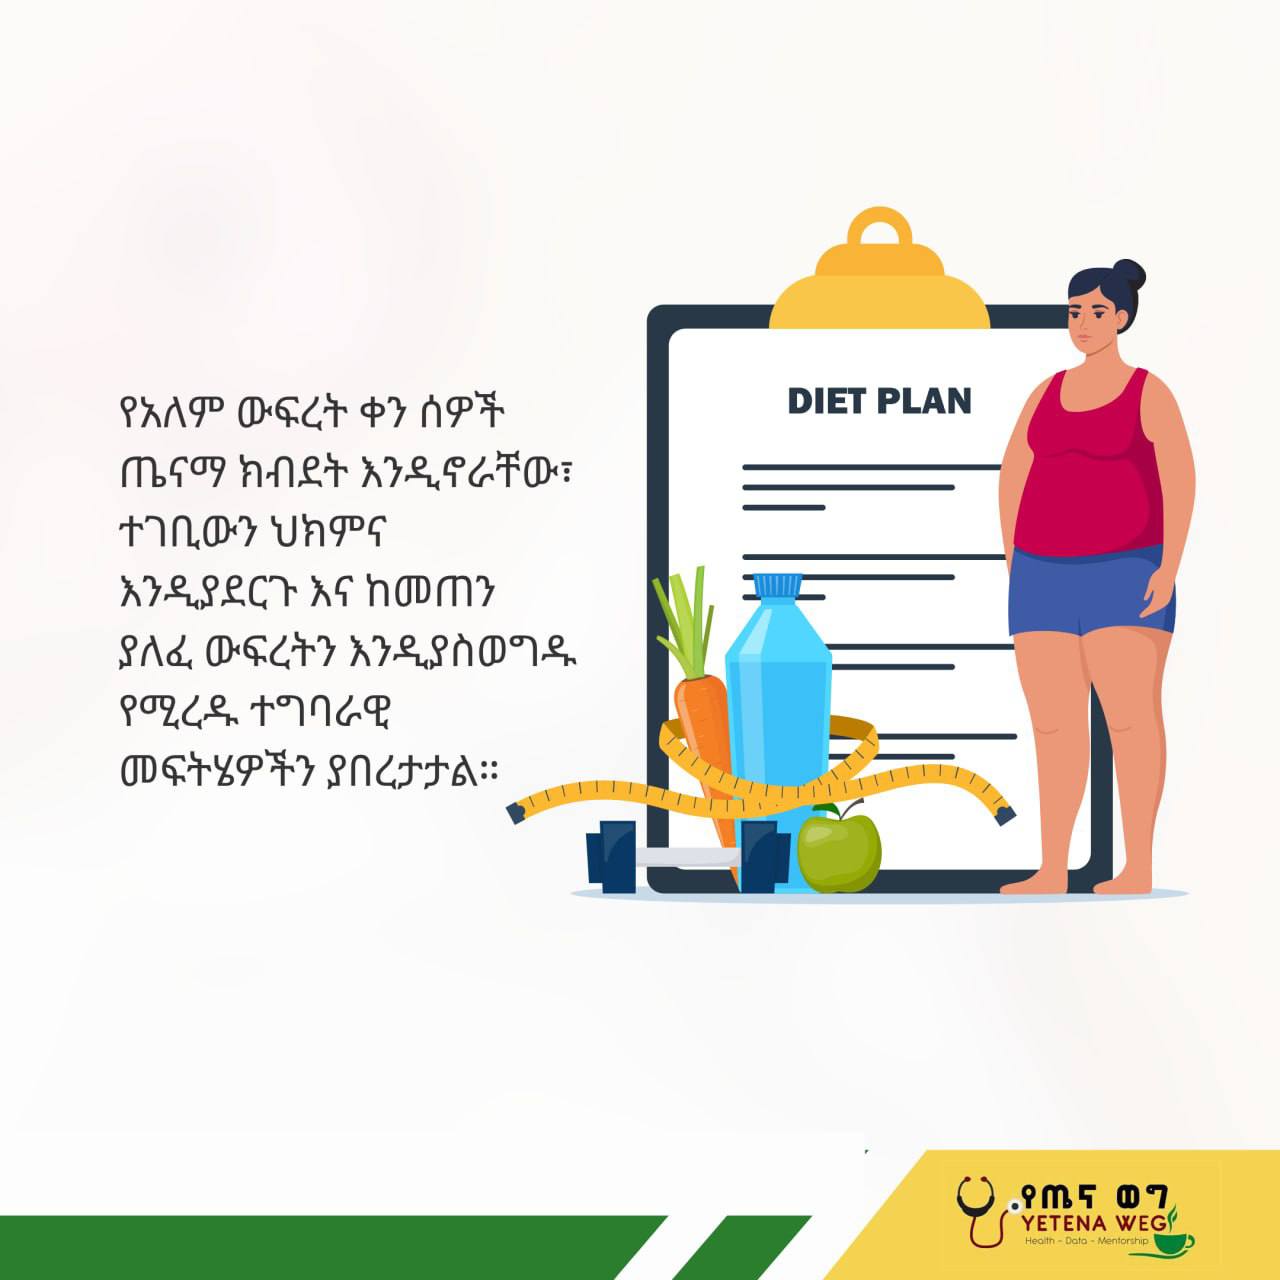 የአለም ውፍረት ቀን ሰዎች
ጤናማ ክብደት እንዲኖራቸው፣
ተገቢውን ህክምና
እንዲያደርጉ እና ከመጠን
ያለፈ ውፍረትን እንዲያስወግዱ
የሚረዱ ተግባራዊ
መፍትሄዎችን ያበረታታል።
DIET PLAN
የጤና ወግ
YETENA WEG
Health - Data - Mentorship